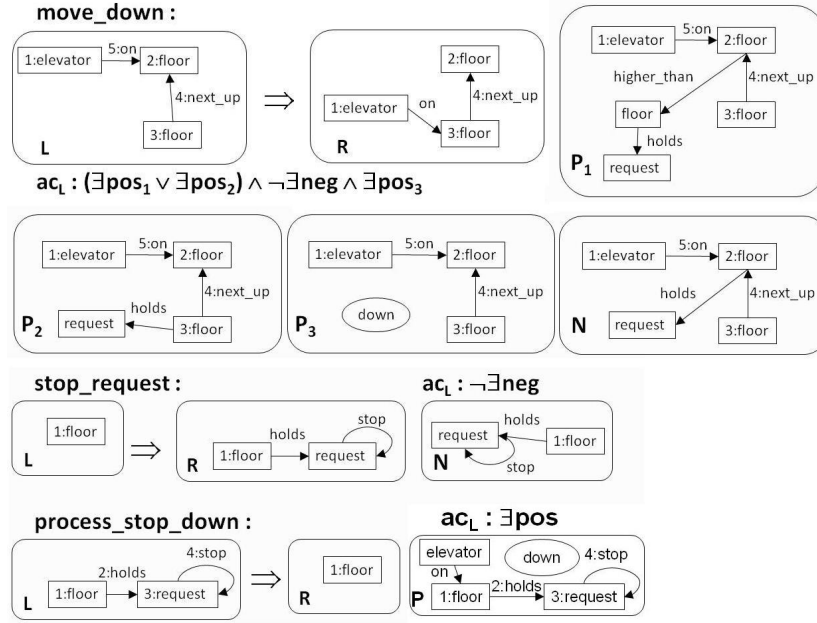 move_down :
1:elevator 5:on 2:floor
4:next_up
3:floor
L
⇒
2:floor
1:elevator on 4:next_up
3:floor
R
1:elevator 5:on 2:floor
higher_than 4:next_up
floor 3:floor
holds
request
P1
acL : (∃pos1 ∨ ∃pos2) ∧ ¬∃neg ∧ ∃pos3
1:elevator 5:on 2:floor
4:next_up
holds
request 3:floor
P2
1:elevator 5:on 2:floor
4:next_up
down
3:floor
P3
1:elevator 5:on 2:floor
holds 4:next_up
request 3:floor
N
stop_request :
1:floor
L
⇒
stop
holds
1:floor request
R
acL : ¬∃neg
holds
request 1:floor
stop
N
process_stop_down :
4:stop
2:holds
1:floor 3:request
L
⇒
1:floor
R
acL : ∃pos
elevator down 4:stop
on 2:holds
1:floor 3:request
P